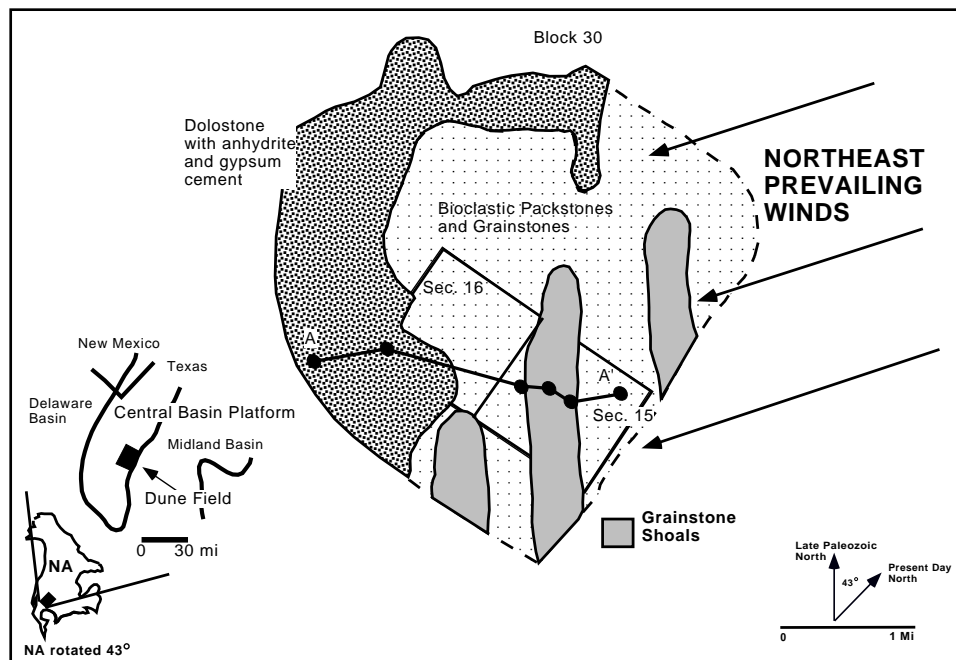 Block 30
Dolostone
with anhydrite
and gypsum
cement
NORTHEAST
PREVAILING
WINDS
Bioclastic Packstones
and Grainstones
Sec. 16
A
A'
Sec. 15
New Mexico
Texas
Delaware
Basin
Central Basin Platform
Midland Basin
Dune Field
0 30 mi
NA
NA rotated 43°
Grainstone
Shoals
Late Paleozoic
North
Present Day
North
43°
0 1 Mi